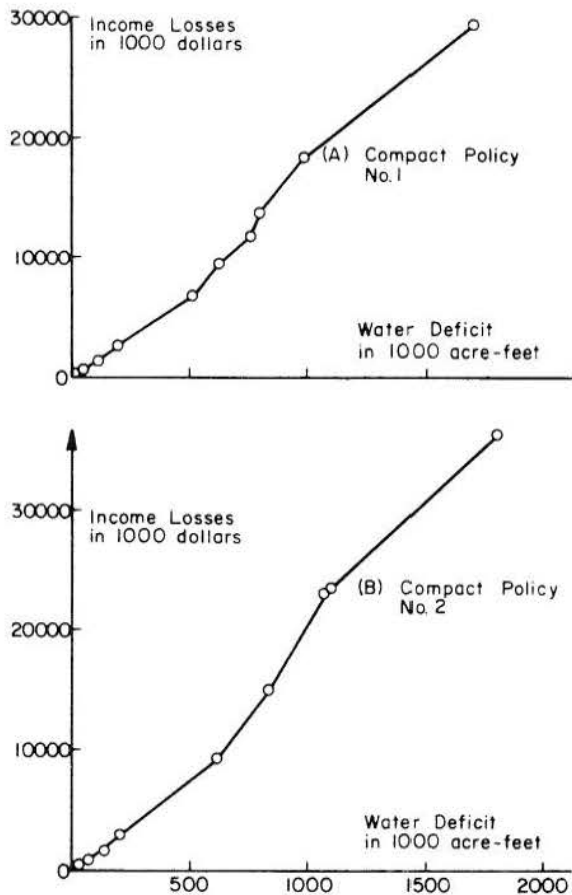 30000
Income Losses
in 1000 dollars
20000
(A) Compact Policy
No. 1
10000
Water Deficit
in 1000 acre-feet
0
500
1000
1500
2000
30000
Income Losses
in 1000 dollars
(B) Compact Policy
No. 2
20000
10000
Water Deficit
in 1000 acre-feet
0
500
1000
1500
2000